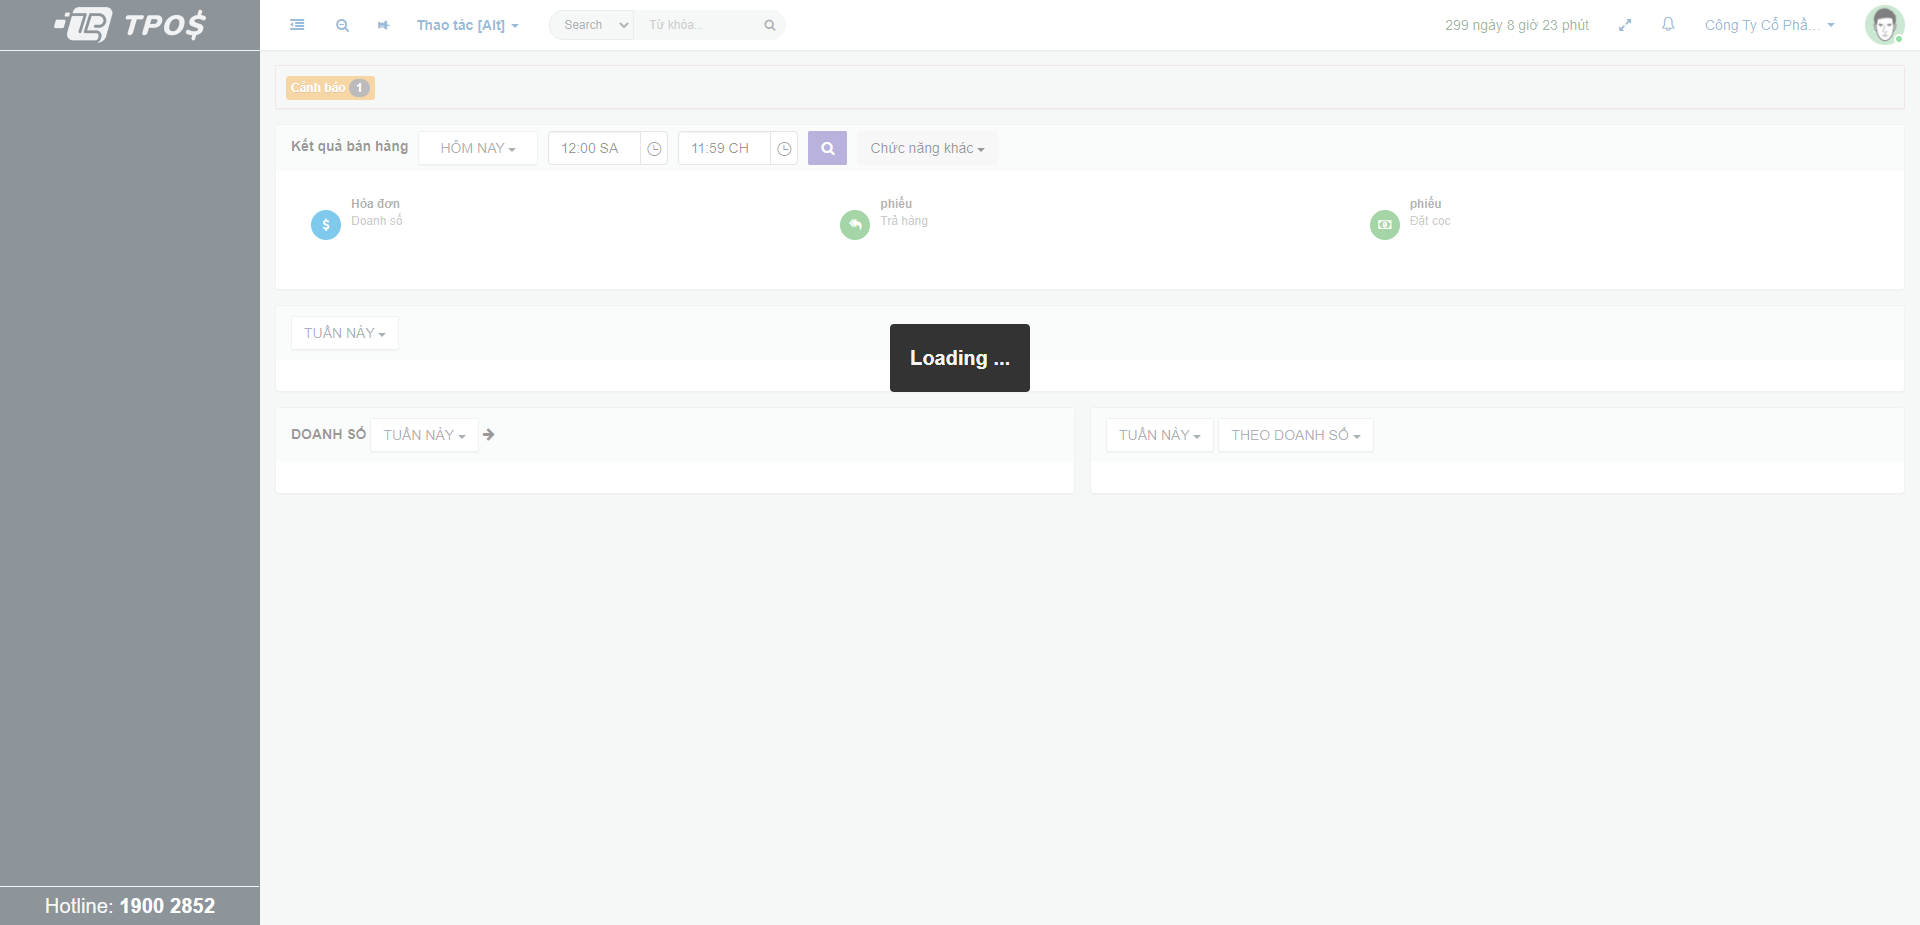 TPO$
Thao tác [Alt]
Search
Từ khóa...
299 ngày 8 giờ 23 phút
Công Ty Cổ Phầ...
Cảnh báo 1
Kết quả bán hàng
HÔM NAY
12:00 SA
11:59 CH
Chức năng khác
Hóa đơn
Doanh số
phiếu
Trả hàng
phiếu
Đặt cọc
TUẦN NÀY
Loading ...
DOANH SỐ
TUẦN NÀY
TUẦN NÀY
THEO DOANH SỐ
Hotline: 1900 2852